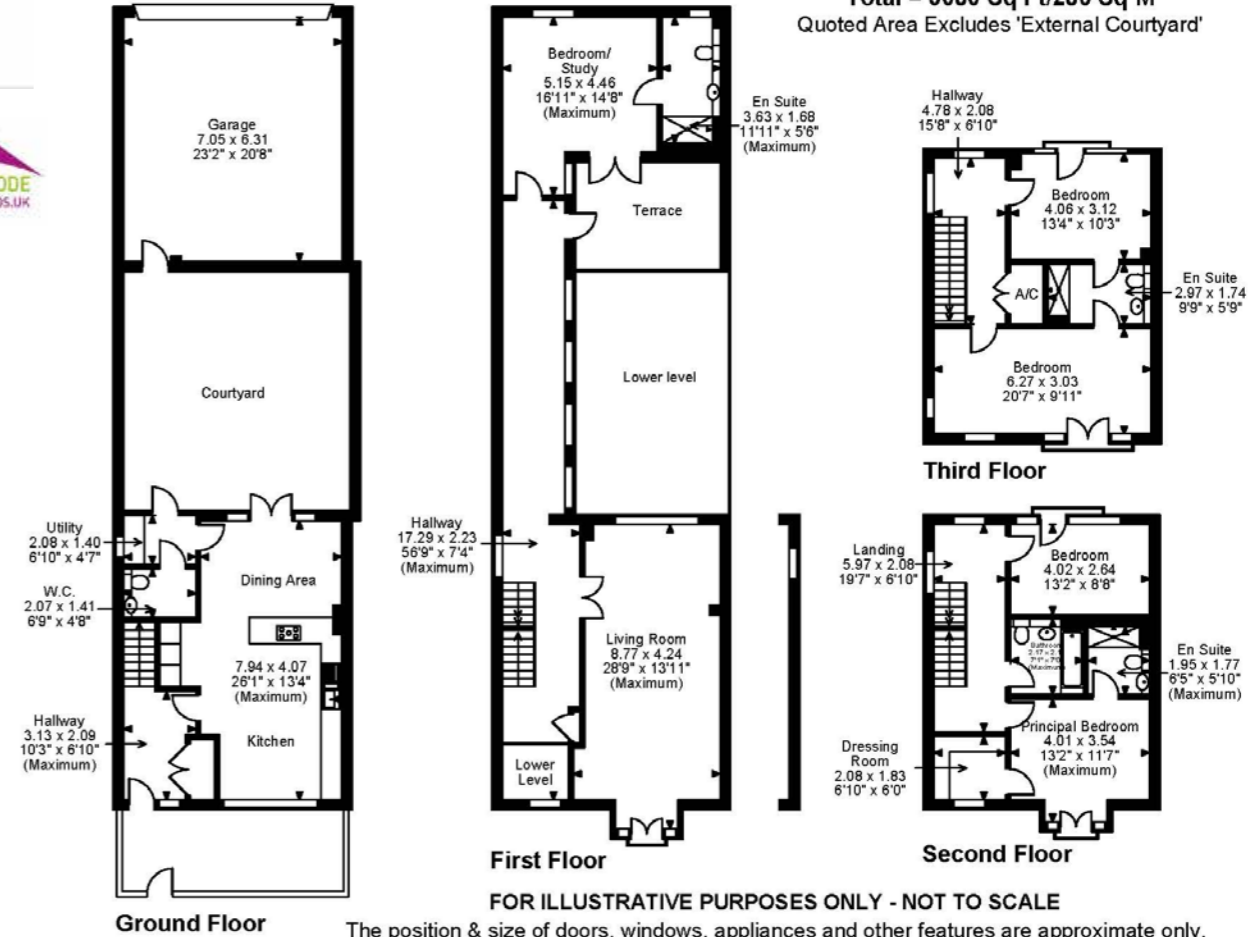 Quoted Area Excludes 'External Courtyard'
Garage
7.05 x 6.31
23'2" x 20'8"
Courtyard
Utility
2.08 x 1.40
6'10" x 4'7"
W.C.
2.07 x 1.41
6'9" x 4'8"
Dining Area
7.94 x 4.07
26'1" x 13'4"
(Maximum)
Kitchen
Hallway
3.13 x 2.09
10'3" x 6'10"
(Maximum)
Ground Floor
Bedroom/
Study
5.15 x 4.46
16'11" x 14'8"
(Maximum)
En Suite
3.63 x 1.68
11'11" x 5'6"
(Maximum)
Terrace
Lower level
Hallway
17.29 x 2.23
56'9" x 7'4"
(Maximum)
Living Room
8.77 x 4.24
28'9" x 13'11"
(Maximum)
Lower
Level
First Floor
Hallway
4.78 x 2.08
15'8" x 6'10"
Bedroom
4.06 x 3.12
13'4" x 10'3"
A/C
En Suite
2.97 x 1.74
9'9" x 5'9"
Bedroom
6.27 x 3.03
20'7" x 9'11"
Third Floor
Landing
5.97 x 2.08
19'7" x 6'10"
Bedroom
4.02 x 2.64
13'2" x 8'8"
Bathroom
(Maximum)
En Suite
1.95 x 1.77
6'5" x 5'10"
(Maximum)
Principal Bedroom
4.01 x 3.54
13'2" x 11'7"
(Maximum)
Dressing
Room
2.08 x 1.83
6'10" x 6'0"
Second Floor
FOR ILLUSTRATIVE PURPOSES ONLY - NOT TO SCALE
The position & size of doors, windows, appliances and other features are approximate only.